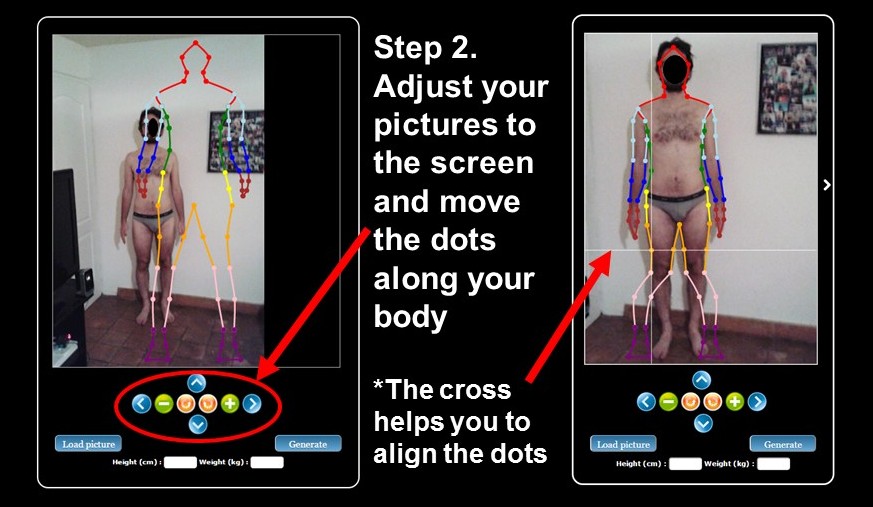 Step 2.
Adjust your
pictures to
the screen
and move
the dots
along your
body
*The cross
helps you to
align the dots
Load picture
Generate
Height (cm) :
Weight (kg) :
Load picture
Generate
Height (cm) :
Weight (kg) :